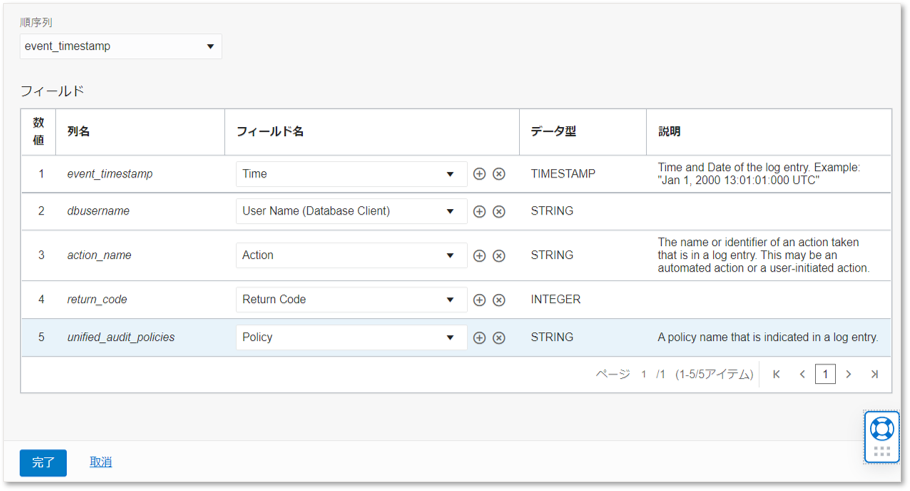 順序列
event_timestamp
フィールド
数値 列名 フィールド名 データ型 説明
1 event_timestamp Time TIMESTAMP Time and Date of the log entry. Example:
"Jan 1, 2000 13:01:01:000 UTC"
2 dbusername User Name (Database Client) STRING
3 action_name Action STRING The name or identifier of an action taken
that is in a log entry. This may be an
automated action or a user-initiated action.
4 return_code Return Code INTEGER
5 unified_audit_policies Policy STRING A policy name that is indicated in a log entry.
ページ 1 /1 (1-5/5アイテム) 1
完了 取消